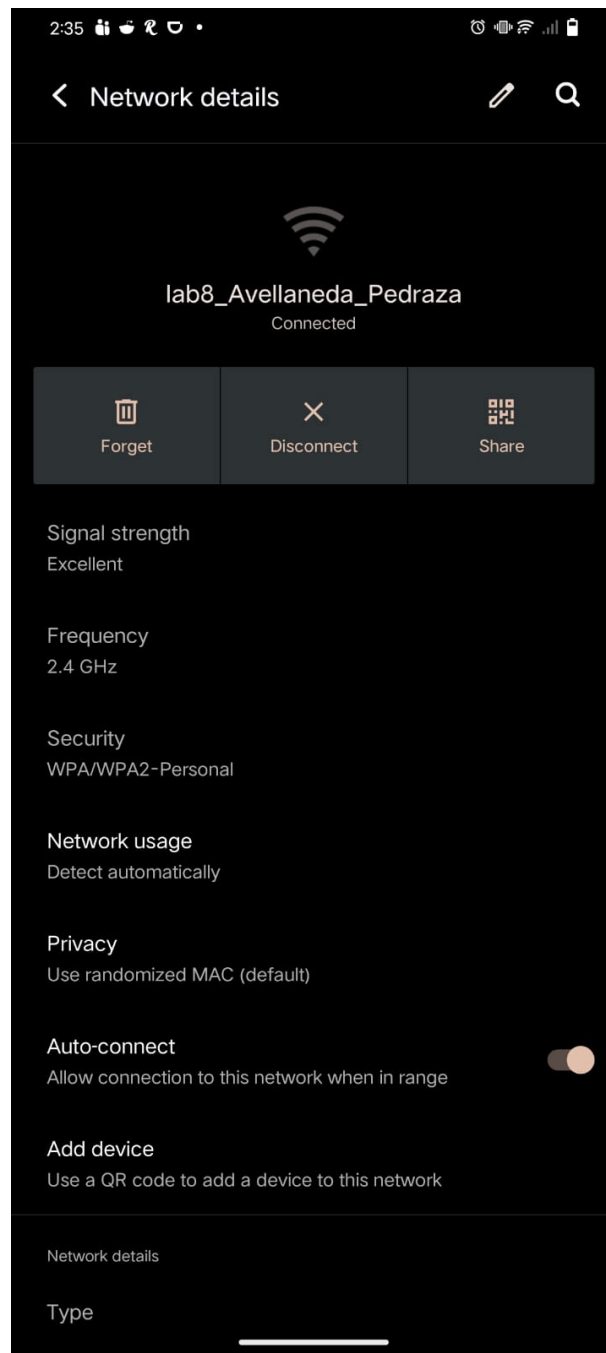 2:35
Network details
lab8_Avellaneda_Pedraza
Connected
Forget
Disconnect
Share
Signal strength
Excellent
Frequency
2.4 GHz
Security
WPA/WPA2-Personal
Network usage
Detect automatically
Privacy
Use randomized MAC (default)
Auto-connect
Allow connection to this network when in range
Add device
Use a QR code to add a device to this network
Network details
Type